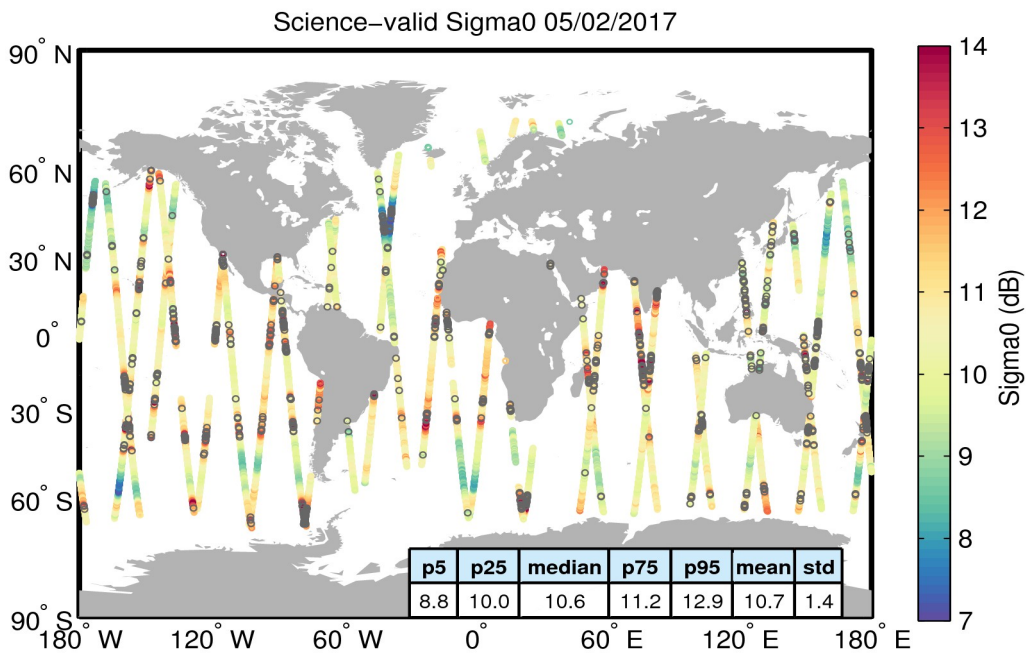 Science−valid Sigma0 05/02/2017
90° N
60° N
30° N
0°
30° S
60° S
90° S
180° W
120° W
60° W
0°
60° E
120° E
180° E
p5 p25 median p75 p95 mean std
8.8 10.0 10.6 11.2 12.9 10.7 1.4
14
13
12
11
10
9
8
7
Sigma0 (dB)